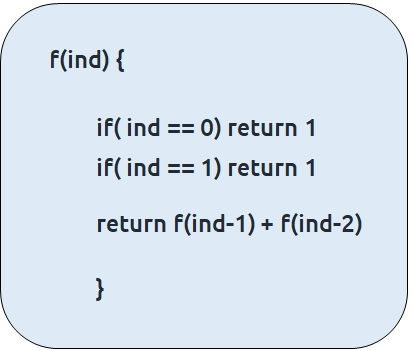 f(ind) {
if( ind == 0) return 1
if( ind == 1) return 1
return f(ind-1) + f(ind-2)
}